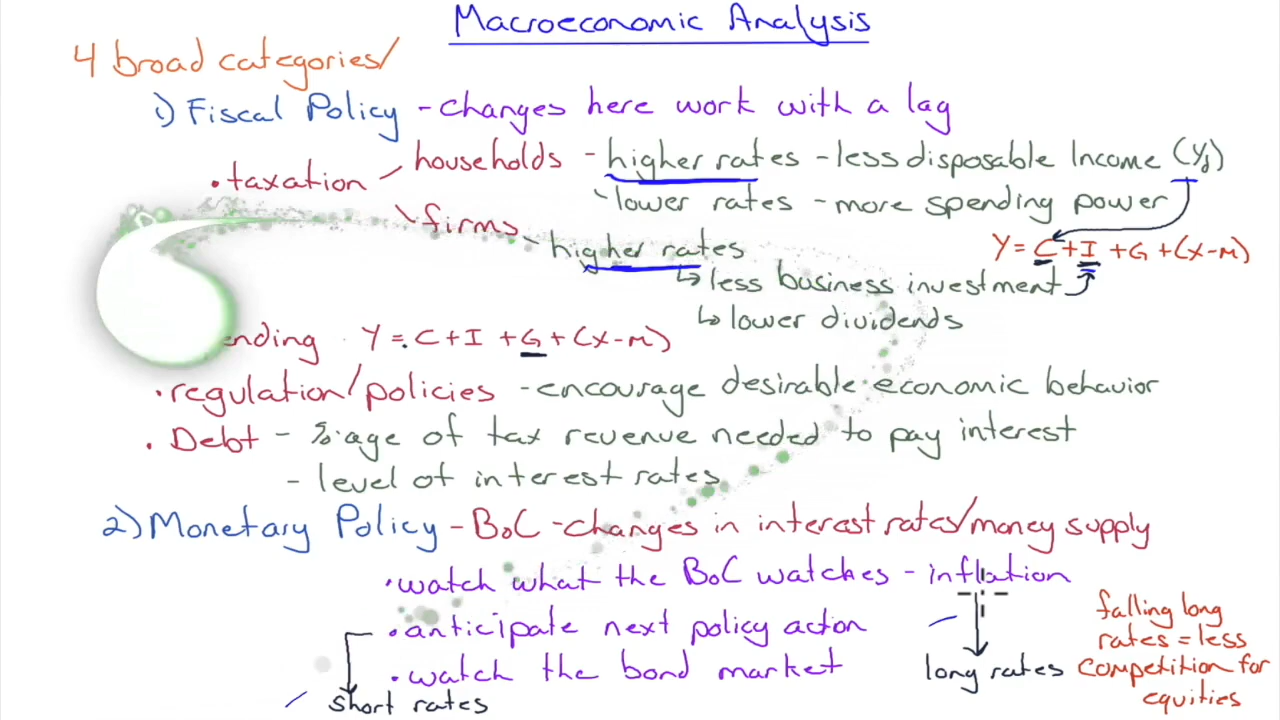 Macroeconomic Analysis
4 broad categories/
1) Fiscal Policy - changes here work with a lag
• taxation
households - higher rates - less disposable Income (Yd)
lower rates - more spending power
firms - higher rates
Y = C + I + G + (X-M)
↳ less business investment
↳ lower dividends
nding Y = C + I + G + (X-M)
• regulation/policies - encourage desirable economic behavior
• Debt - %age of tax revenue needed to pay interest
- level of interest rates
2) Monetary Policy - BoC - changes in interest rates/money supply
• watch what the BoC watches - inflation
• anticipate next policy acton
• watch the bond market
short rates
long rates
falling long
rates = less
competition for
equities